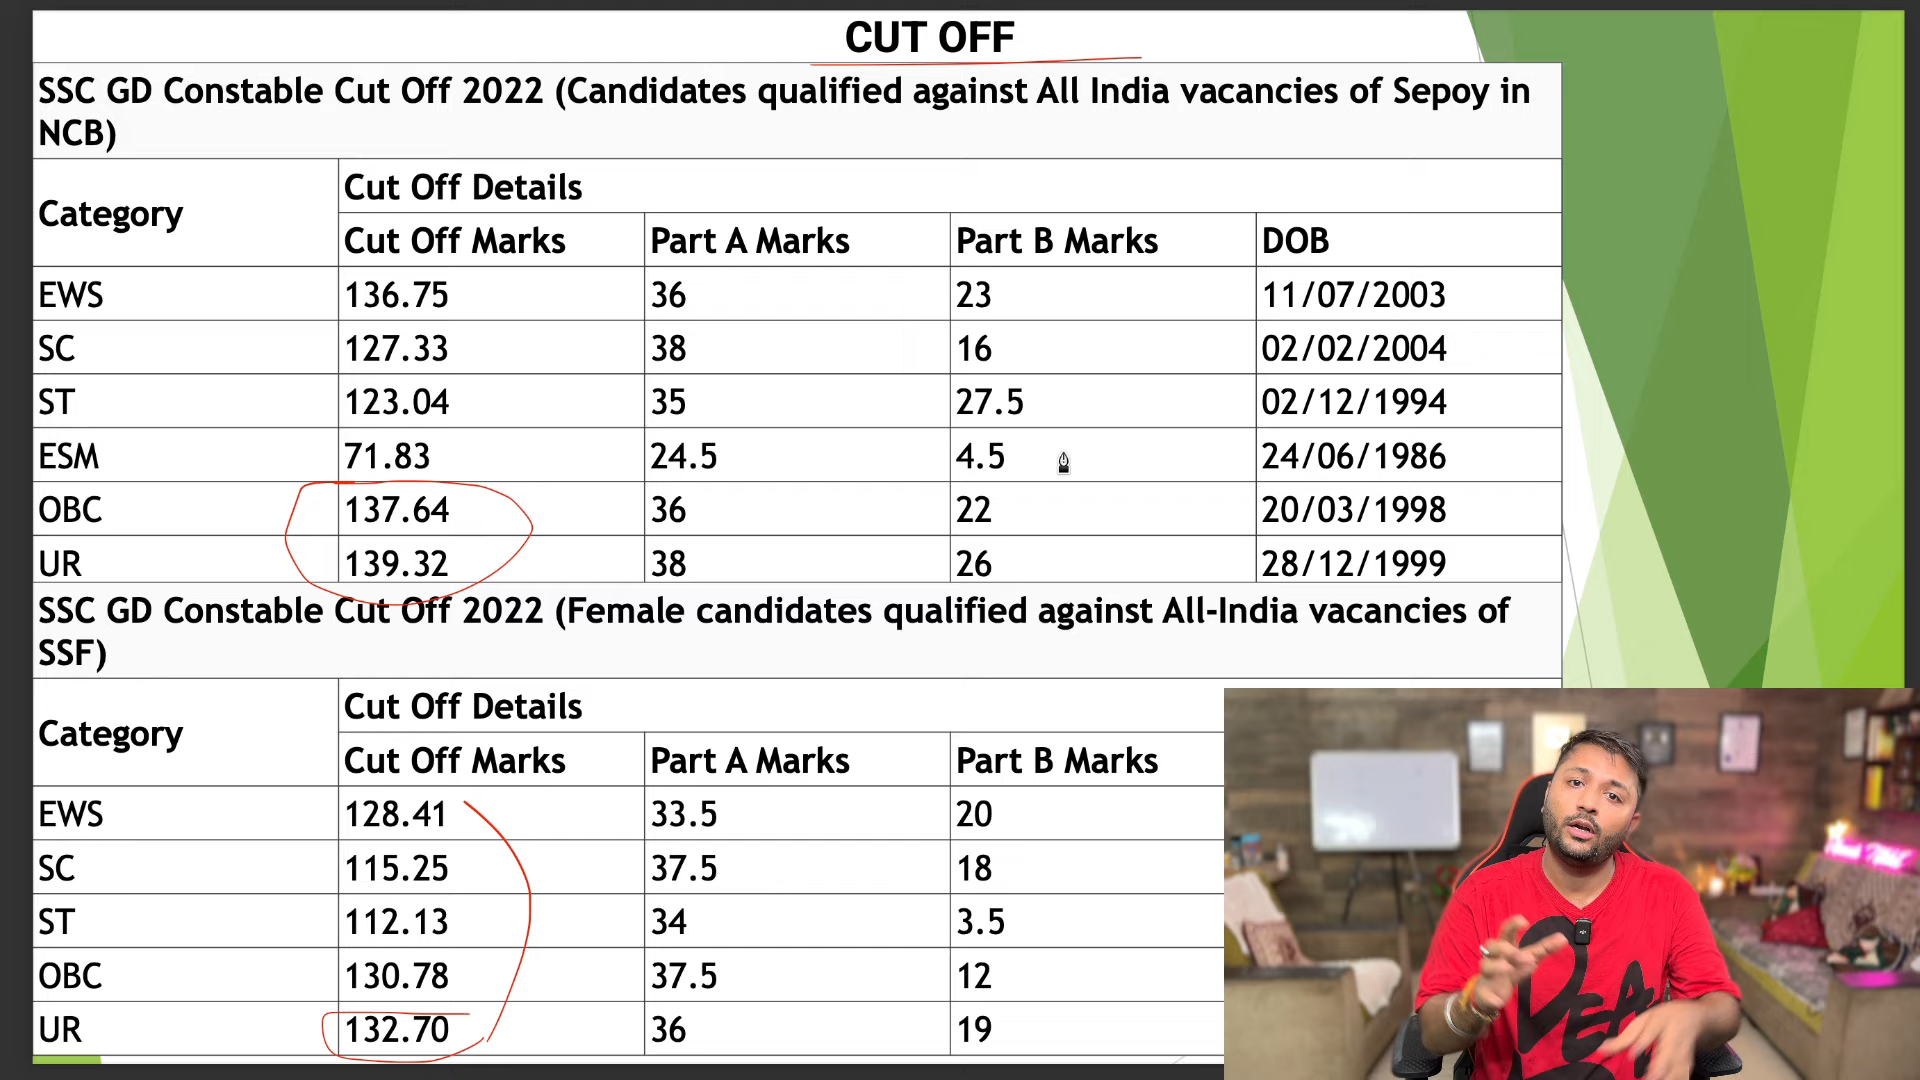 CUT OFF
SSC GD Constable Cut Off 2022 (Candidates qualified against All India vacancies of Sepoy in
NCB)
Category
Cut Off Details
Cut Off Marks Part A Marks Part B Marks DOB
EWS 136.75 36 23 11/07/2003
SC 127.33 38 16 02/02/2004
ST 123.04 35 27.5 02/12/1994
ESM 71.83 24.5 4.5 24/06/1986
OBC 137.64 36 22 20/03/1998
UR 139.32 38 26 28/12/1999
SSC GD Constable Cut Off 2022 (Female candidates qualified against All-India vacancies of
SSF)
Category
Cut Off Details
Cut Off Marks Part A Marks Part B Marks
EWS 128.41 33.5 20
SC 115.25 37.5 18
ST 112.13 34 3.5
OBC 130.78 37.5 12
UR 132.70 36 19